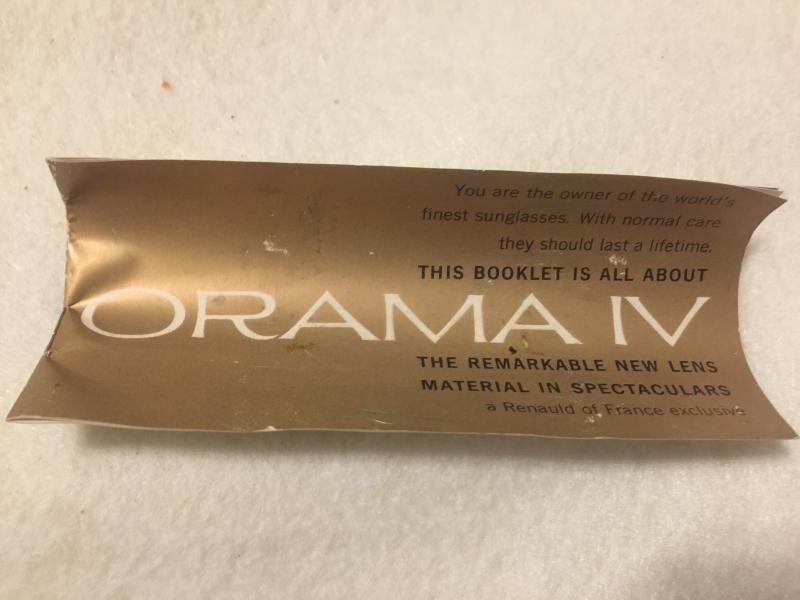 You are the owner of the world's
finest sunglasses. With normal care
they should last a lifetime.
THIS BOOKLET IS ALL ABOUT
ORAMA IV
THE REMARKABLE NEW LENS
MATERIAL IN SPECTACULARS
a Renauld of France exclusive